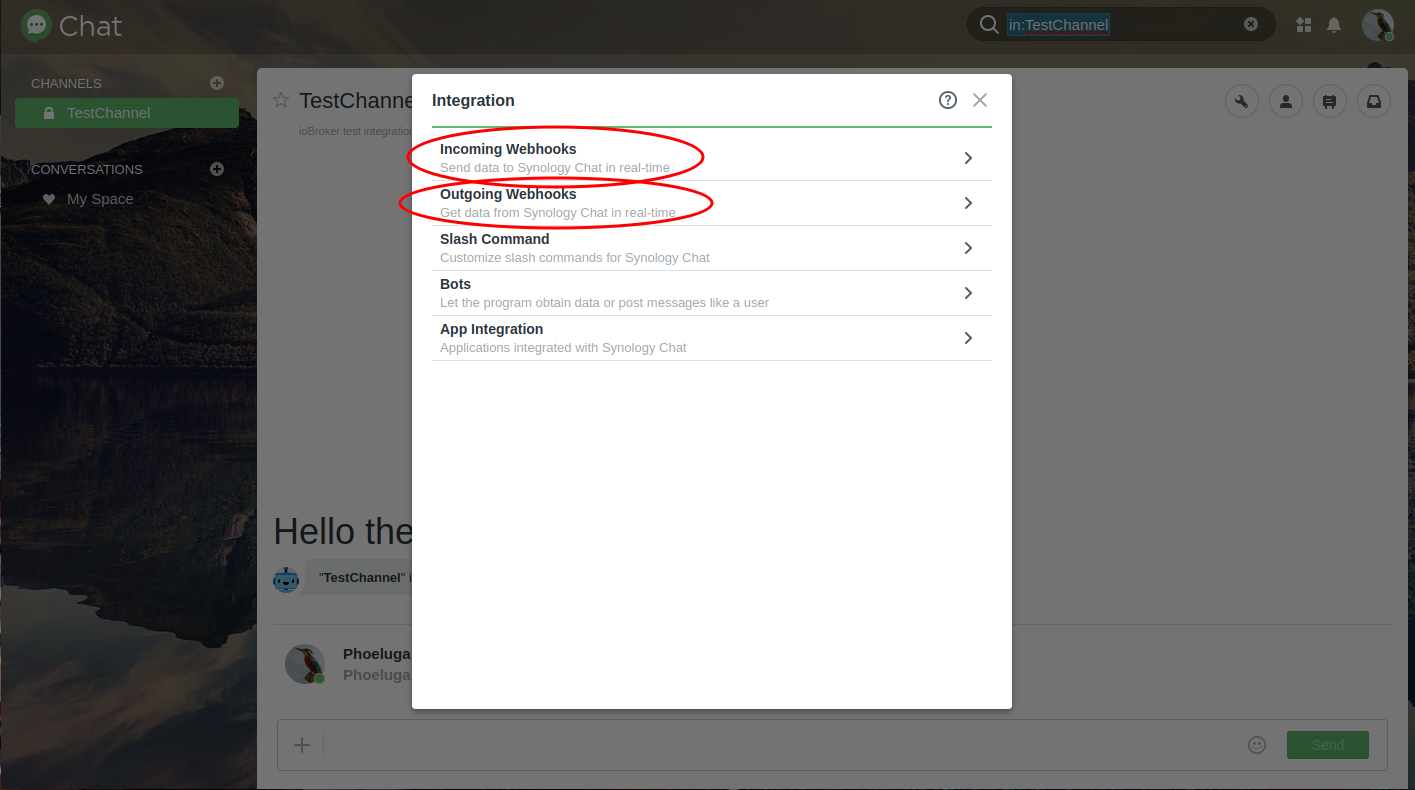 Chat
in:TestChannel
CHANNELS
TestChannel
CONVERSATIONS
My Space
TestChanne
ioBroker test integration
Integration
Incoming Webhooks
Send data to Synology Chat in real-time
Outgoing Webhooks
Get data from Synology Chat in real-time
Slash Command
Customize slash commands for Synology Chat
Bots
Let the program obtain data or post messages like a user
App Integration
Applications integrated with Synology Chat
Hello the
"TestChannel" i
Phoeluga
Phoeluga
Send